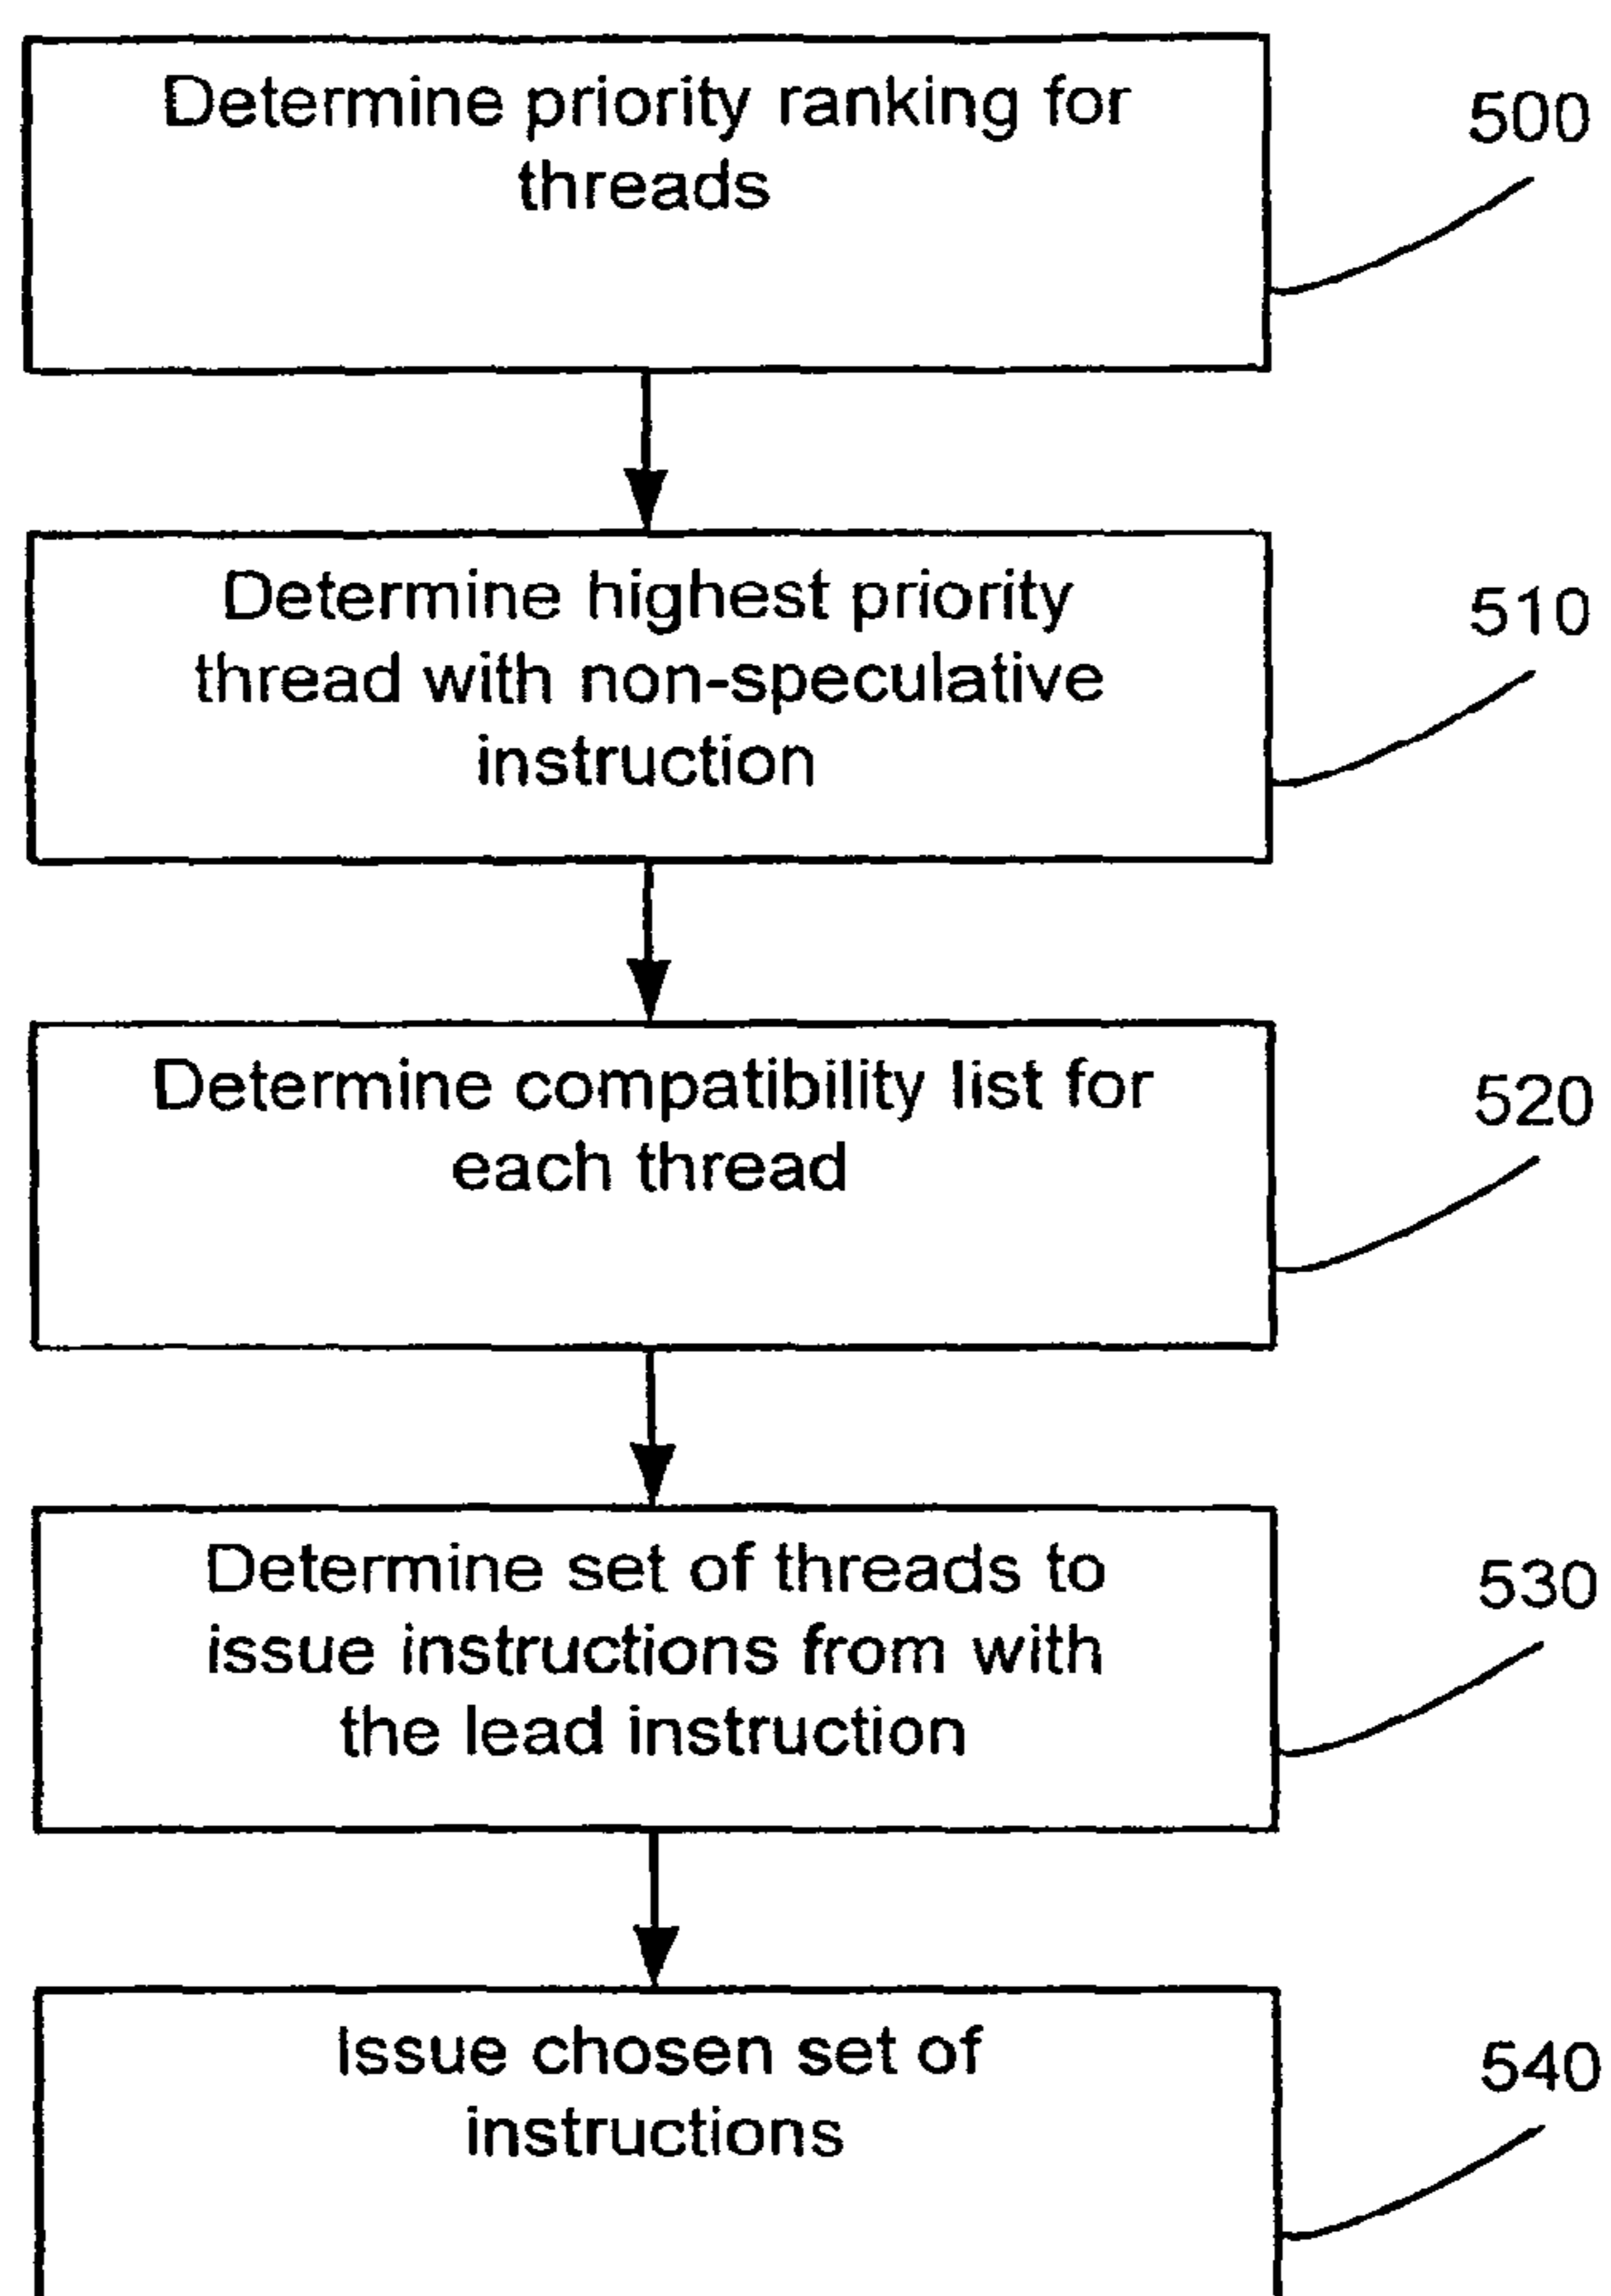 Determine priority ranking for
threads
500
Determine highest priority
thread with non-speculative
instruction
510
Determine compatibility list for
each thread
520
Determine set of threads to
issue instructions from with
the lead instruction
530
Issue chosen set of
instructions
540